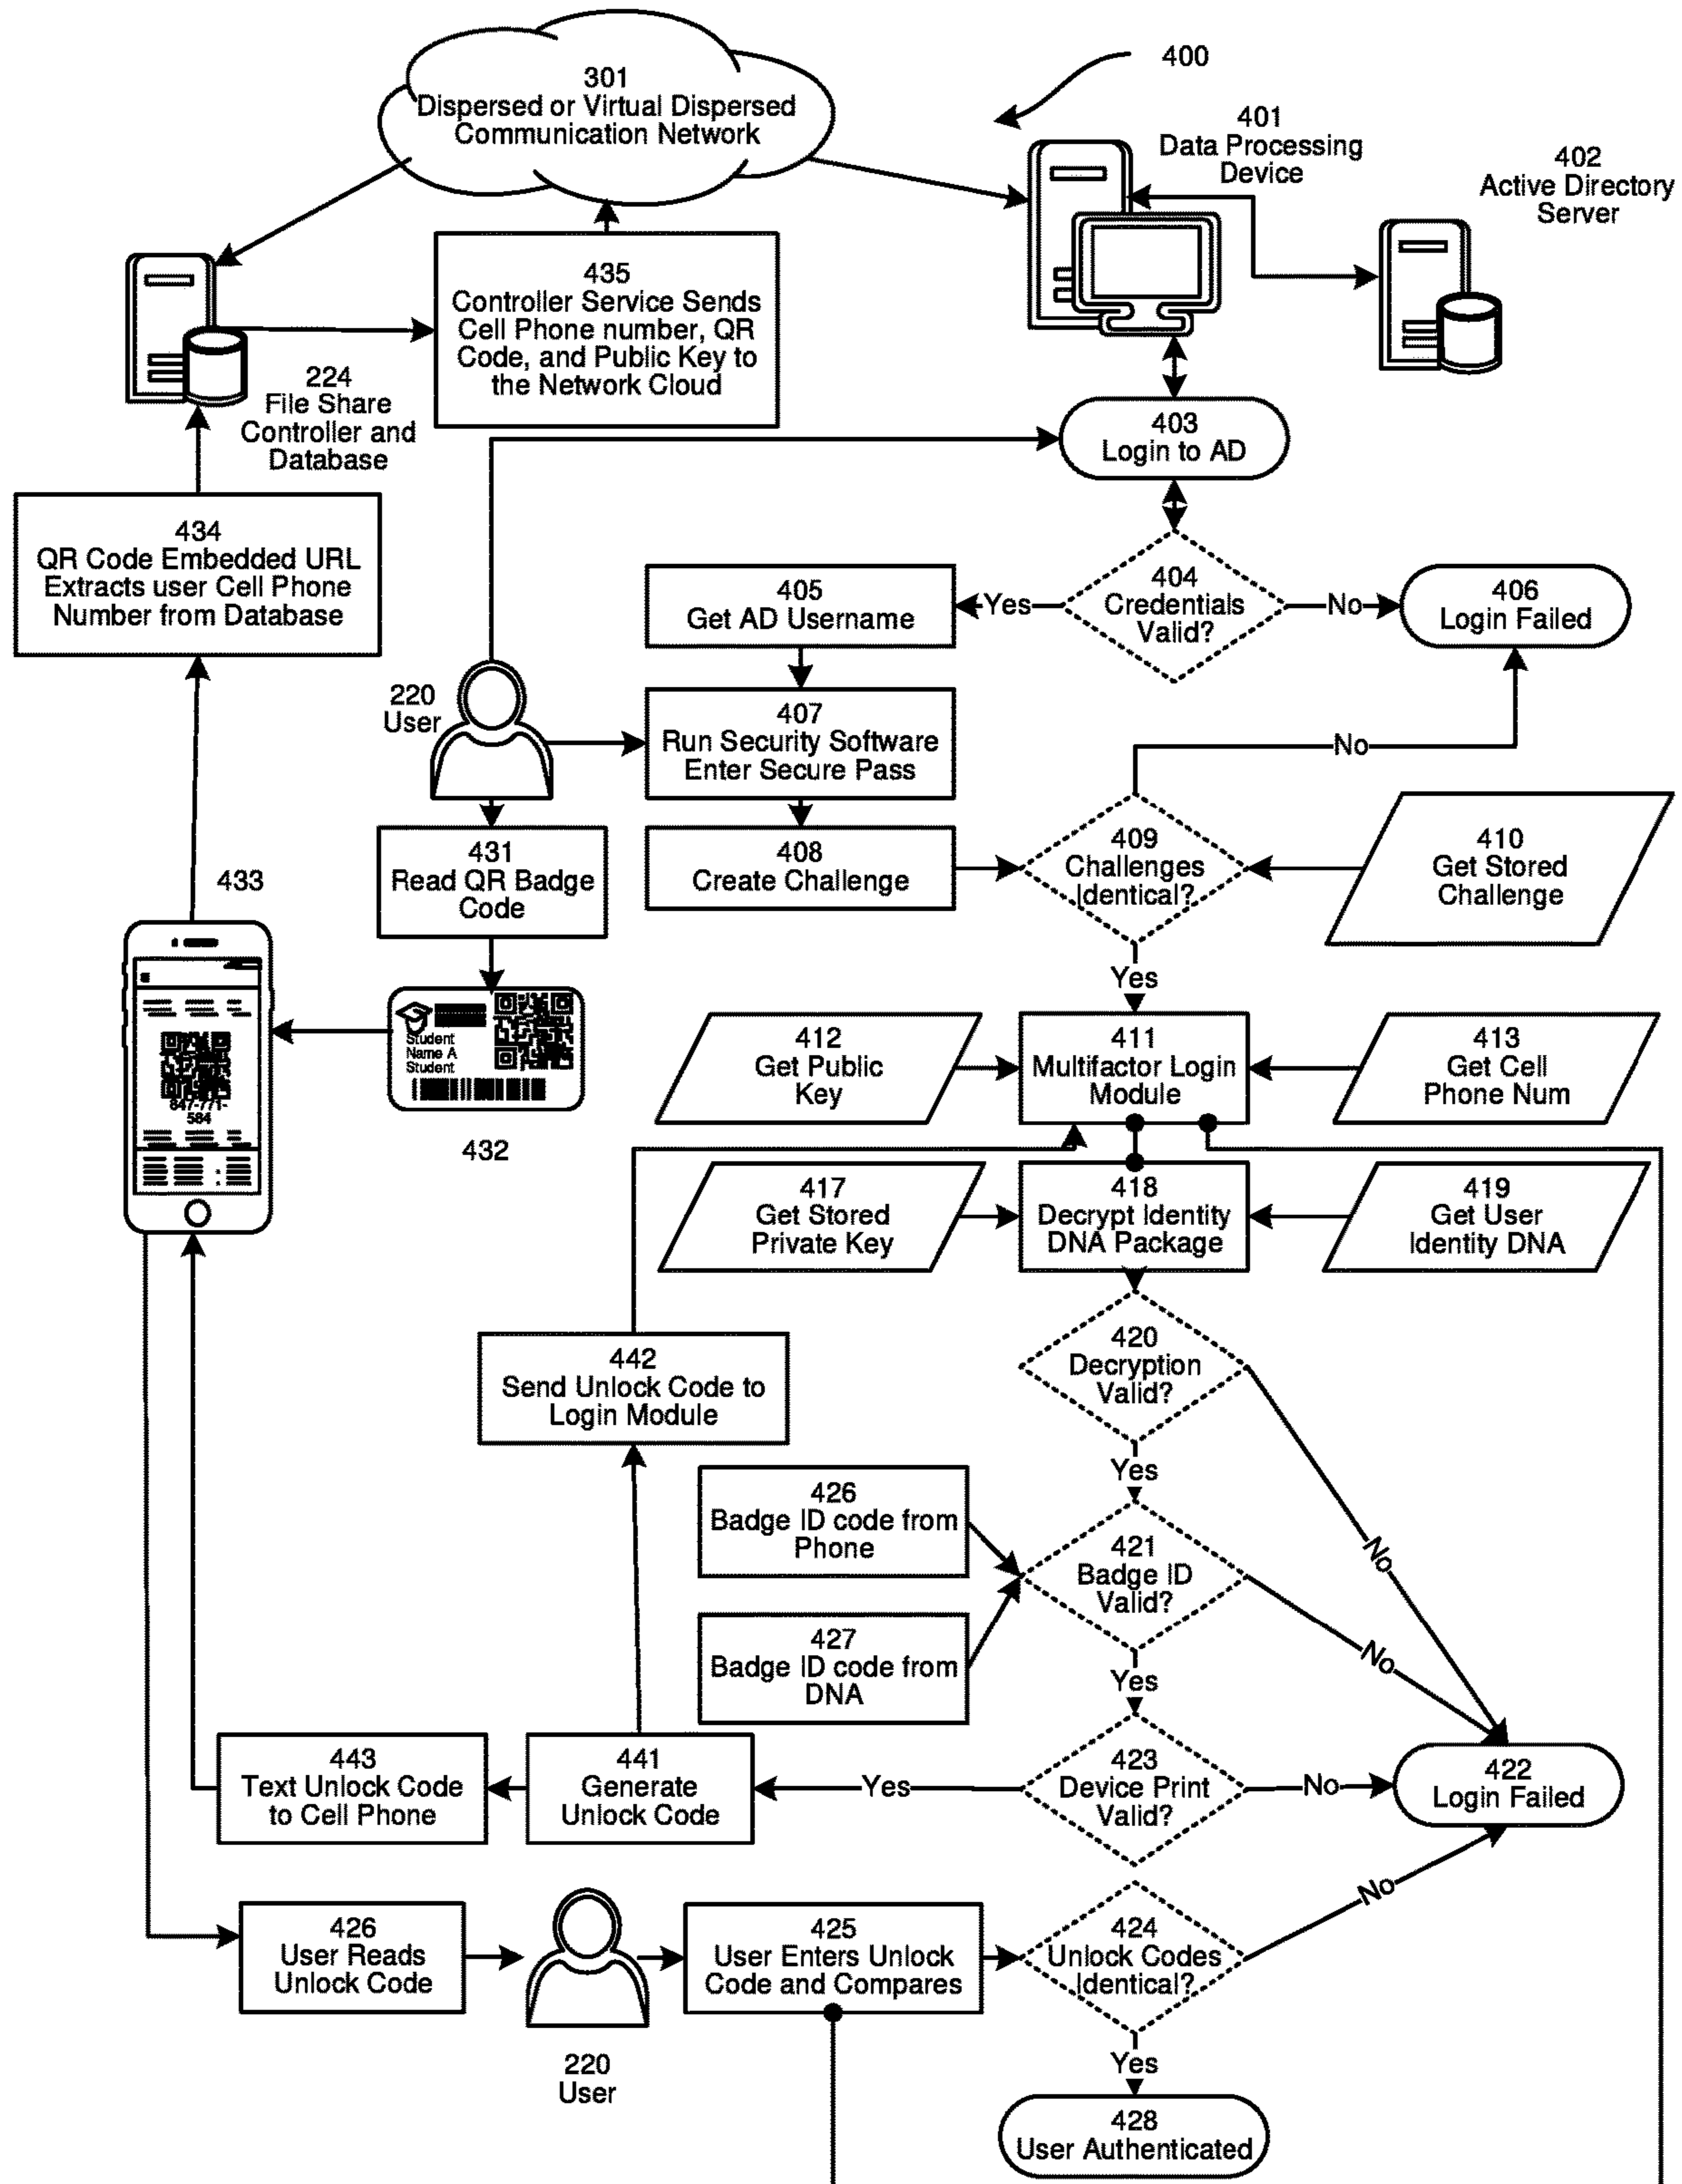 301
Dispersed or Virtual Dispersed
Communication Network
400
401
Data Processing
Device
402
Active Directory
Server
435
Controller Service Sends
Cell Phone number, QR
Code, and Public Key to
the Network Cloud
224
File Share
Controller and
Database
403
Login to AD
434
QR Code Embedded URL
Extracts user Cell Phone
Number from Database
405
Get AD Username
Yes
404
Credentials
Valid?
No
406
Login Failed
220
User
407
Run Security Software
Enter Secure Pass
No
431
Read QR Badge
Code
408
Create Challenge
409
Challenges
Identical?
410
Get Stored
Challenge
433
Yes
Student
Name A
Student
432
847-771-
584
412
Get Public
Key
411
Multifactor Login
Module
413
Get Cell
Phone Num
417
Get Stored
Private Key
418
Decrypt Identity
DNA Package
419
Get User
Identity DNA
442
Send Unlock Code to
Login Module
420
Decryption
Valid?
Yes
No
426
Badge ID code from
Phone
421
Badge ID
Valid?
No
427
Badge ID code from
DNA
Yes
443
Text Unlock Code
to Cell Phone
441
Generate
Unlock Code
Yes
423
Device Print
Valid?
No
422
Login Failed
426
User Reads
Unlock Code
220
User
425
User Enters Unlock
Code and Compares
424
Unlock Codes
Identical?
No
Yes
428
User Authenticated